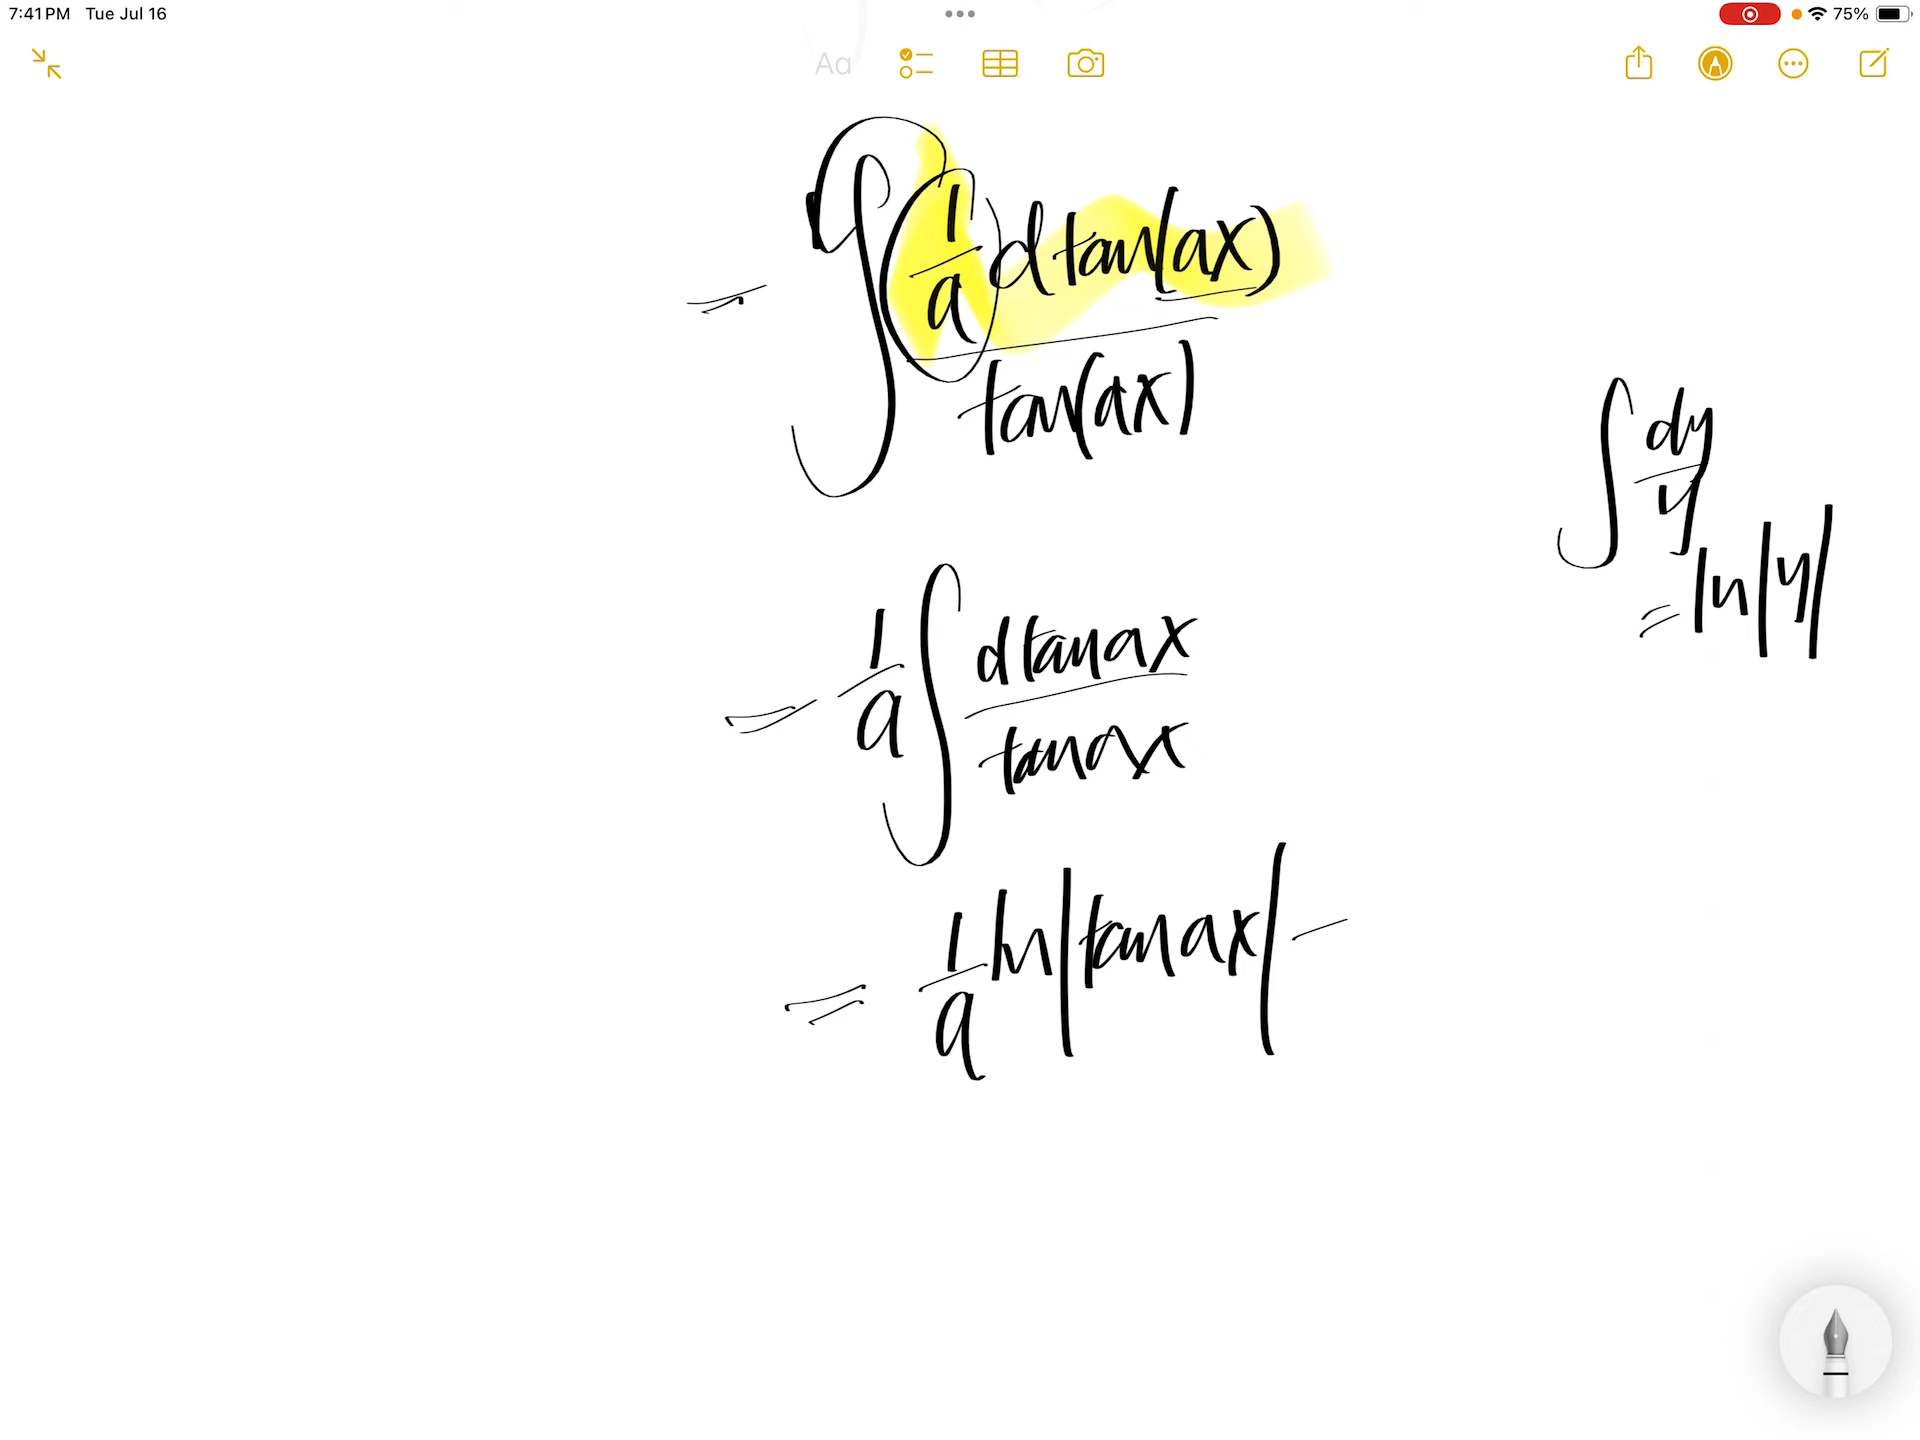 7:41 PM Tue Jul 16
75%
Aa
= ∫ (1/a) d tan(ax) / tan(ax)
∫ dy/y
= ln|y|
= 1/a ∫ d tan ax / tan ax
= 1/a ln|tan ax| −